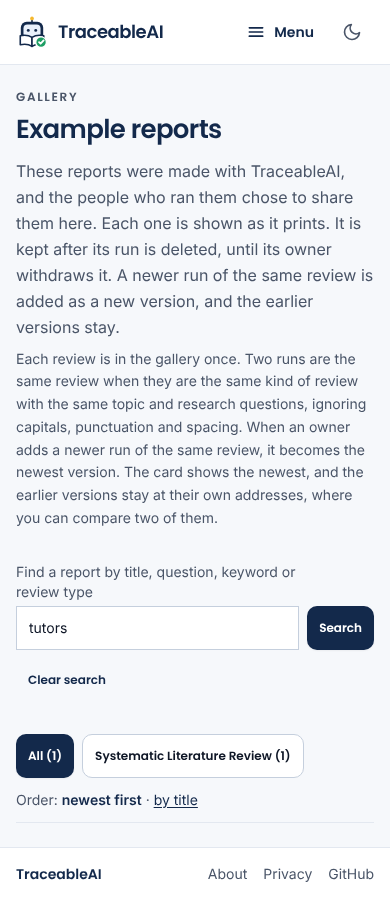 TraceableAI
Menu
GALLERY
Example reports
These reports were made with TraceableAI,
and the people who ran them chose to share
them here. Each one is shown as it prints. It is
kept after its run is deleted, until its owner
withdraws it. A newer run of the same review is
added as a new version, and the earlier
versions stay.
Each review is in the gallery once. Two runs are the
same review when they are the same kind of review
with the same topic and research questions, ignoring
capitals, punctuation and spacing. When an owner
adds a newer run of the same review, it becomes the
newest version. The card shows the newest, and the
earlier versions stay at their own addresses, where
you can compare two of them.
Find a report by title, question, keyword or
review type
tutors
Search
Clear search
All (1)
Systematic Literature Review (1)
Order: newest first · by title
TraceableAI
About Privacy GitHub